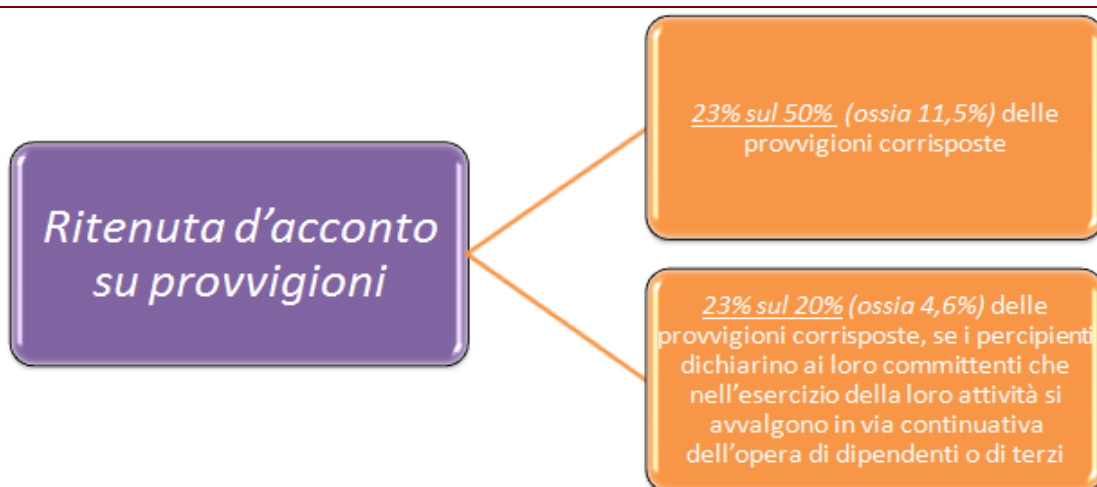 Ritenuta d'acconto
su provvigioni
23% sul 50% (ossia 11,5%) delle
provvigioni corrisposte
23% sul 20% (ossia 4,6%) delle
provvigioni corrisposte, se i percipienti
dichiarino ai loro committenti che
nell'esercizio della loro attività si
avvalgono in via continuativa
dell'opera di dipendenti o di terzi